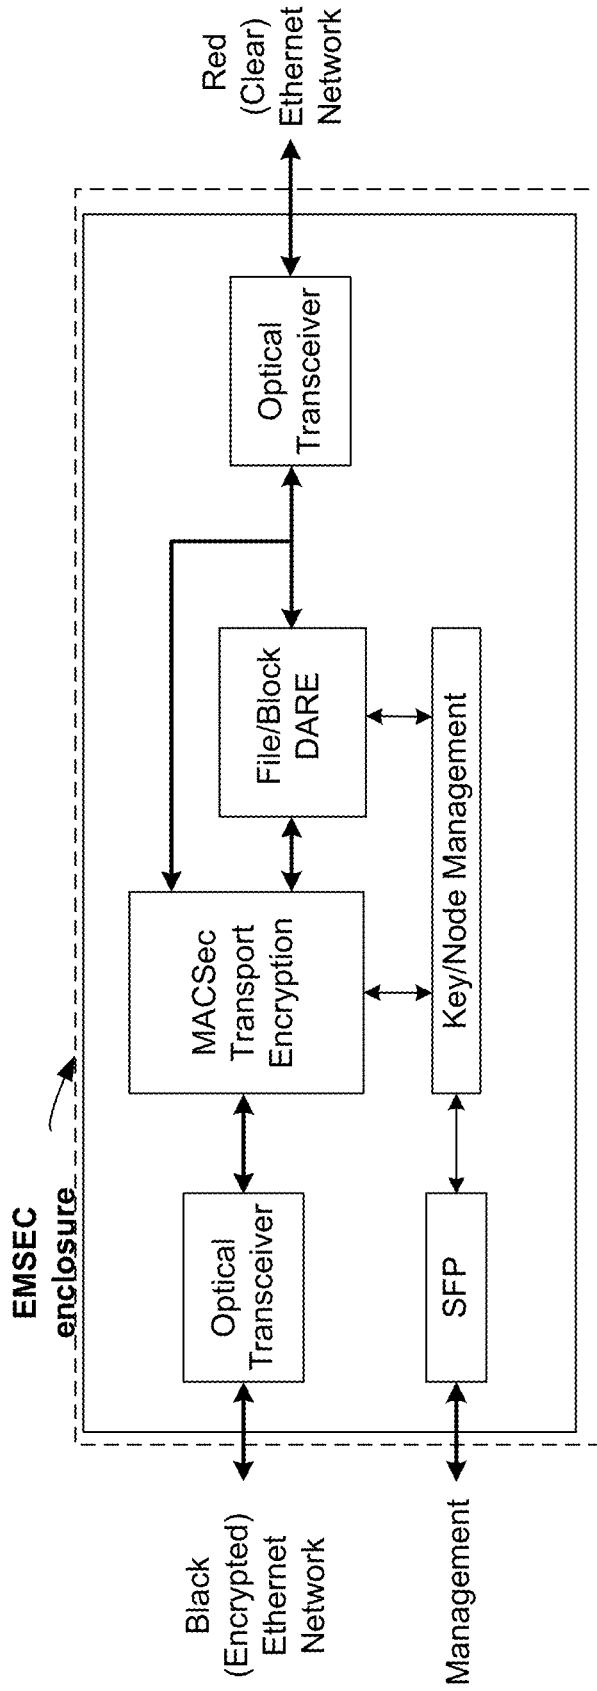 EMSEC
enclosure
Black
(Encrypted)
Ethernet
Network
Optical
Transceiver
MACSec
Transport
Encryption
File/Block
DARE
Optical
Transceiver
Red
(Clear)
Ethernet
Network
Management
SFP
Key/Node Management